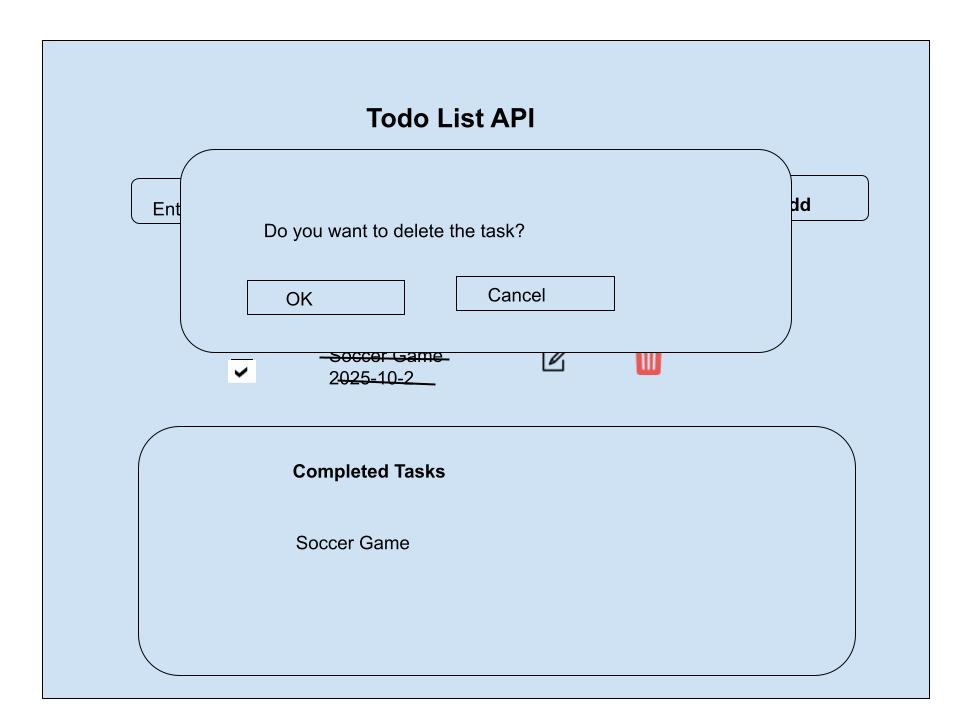 Todo List API
Ent
dd
Do you want to delete the task?
OK
Cancel
Soccer Game
2025-10-2
Completed Tasks
Soccer Game